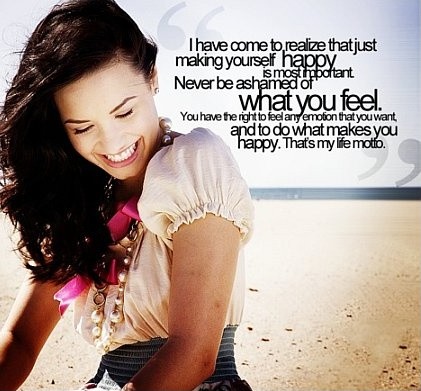 I have come to realize that just
making yourself happy
is most important.
Never be ashamed of
what you feel.
You have the right to feel any emotion that you want,
and to do what makes you
happy. That's my life motto.